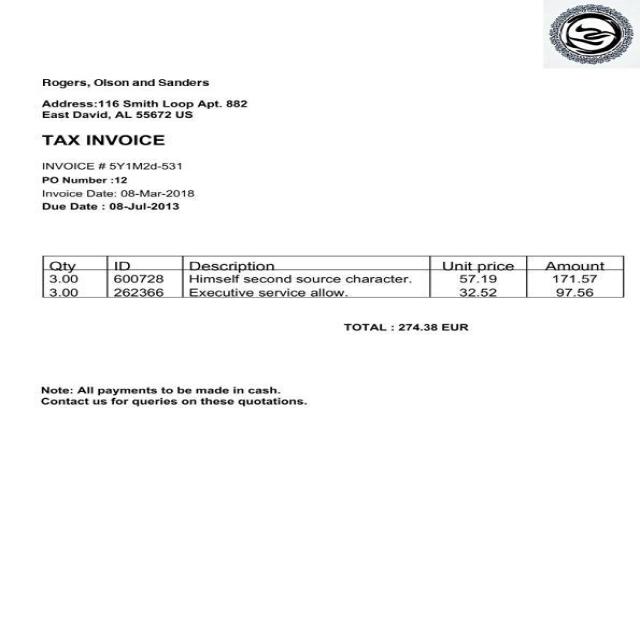 Rogers, Olson and Sanders
Address:116 Smith Loop Apt. 882
East David, AL 55672 US
TAX INVOICE
INVOICE # 5Y1M2d-531
PO Number :12
Invoice Date: 08-Mar-2018
Due Date : 08-Jul-2013
Qty ID Description Unit price Amount
3.00 600728 Himself second source character. 57.19 171.57
3.00 262366 Executive service allow. 32.52 97.56
TOTAL : 274.38 EUR
Note: All payments to be made in cash.
Contact us for queries on these quotations.